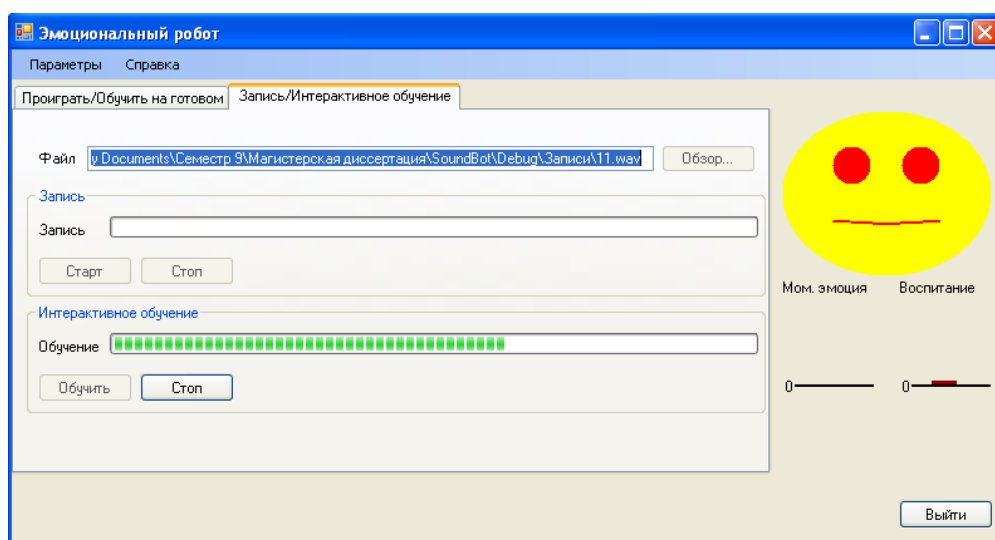 Эмоциональный робот
Параметры Справка
Проиграть/Обучить на готовом Запись/Интерактивное обучение
Файл y Documents\Семестр 9\Магистерская диссертация\SoundBot\Debug\Записи\11.wav Обзор...
Запись
Запись
Старт Стоп
Мом. эмоция Воспитание
Интерактивное обучение
Обучение
Обучить Стоп
0 0
Выйти